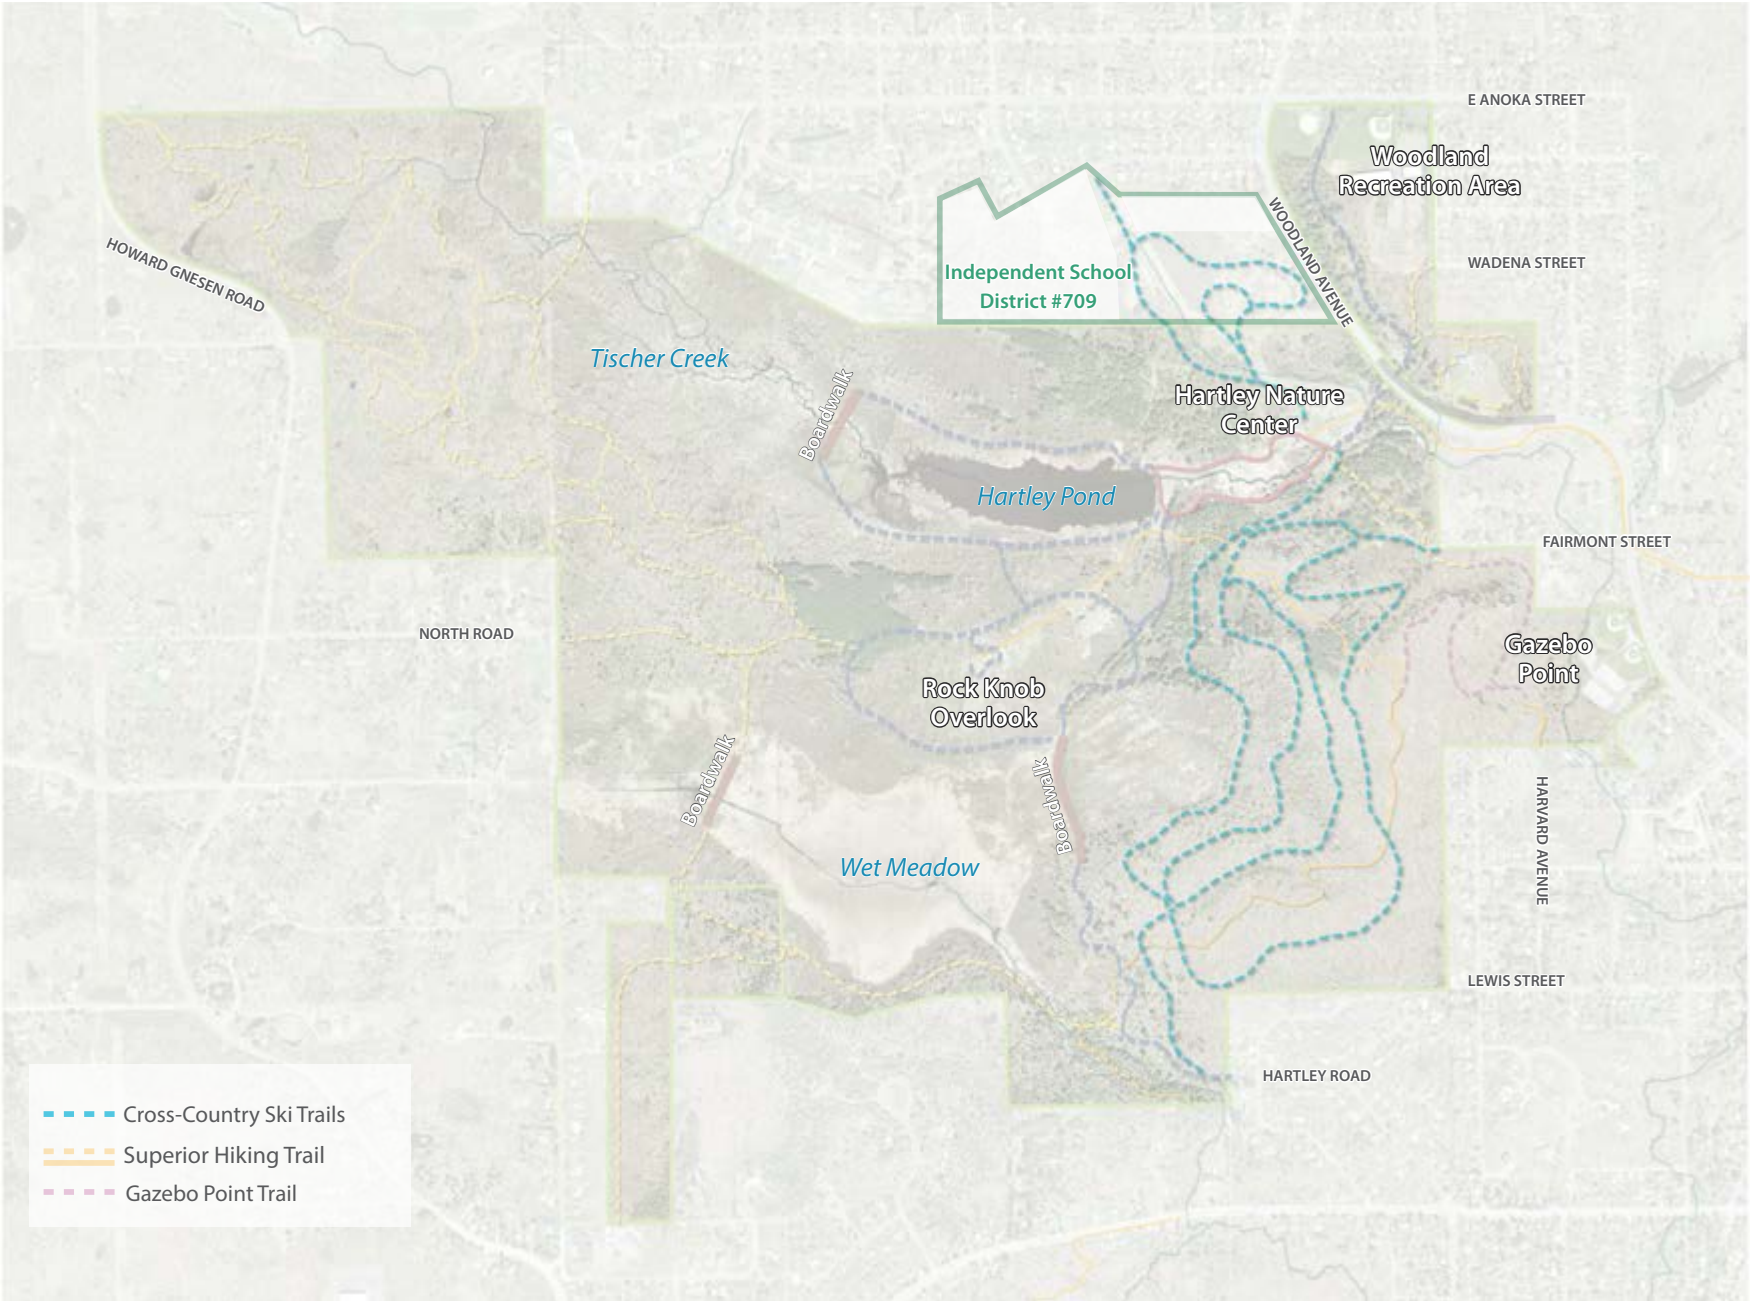 E ANOKA STREET
Woodland
Recreation Area
WOODLAND AVENUE
WADENA STREET
HOWARD GNESEN ROAD
Independent School
District #709
Tischer Creek
Boardwalk
Hartley Nature
Center
Hartley Pond
FAIRMONT STREET
NORTH ROAD
Gazebo
Point
Rock Knob
Overlook
Boardwalk
Boardwalk
HARVARD AVENUE
Wet Meadow
LEWIS STREET
HARTLEY ROAD
Cross-Country Ski Trails
Superior Hiking Trail
Gazebo Point Trail